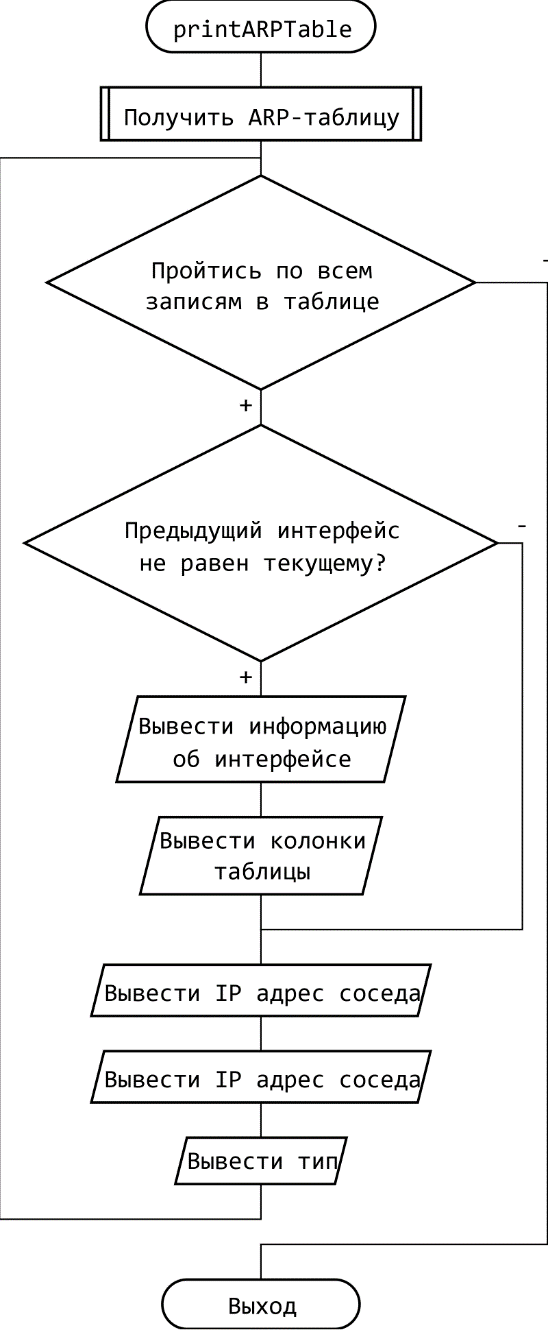 printARPTable
Получить ARP-таблицу
-
Пройтись по всем
записям в таблице
+
-
Предыдущий интерфейс
не равен текущему?
+
Вывести информацию
об интерфейсе
Вывести колонки
таблицы
Вывести IP адрес соседа
Вывести IP адрес соседа
Вывести тип
Выход